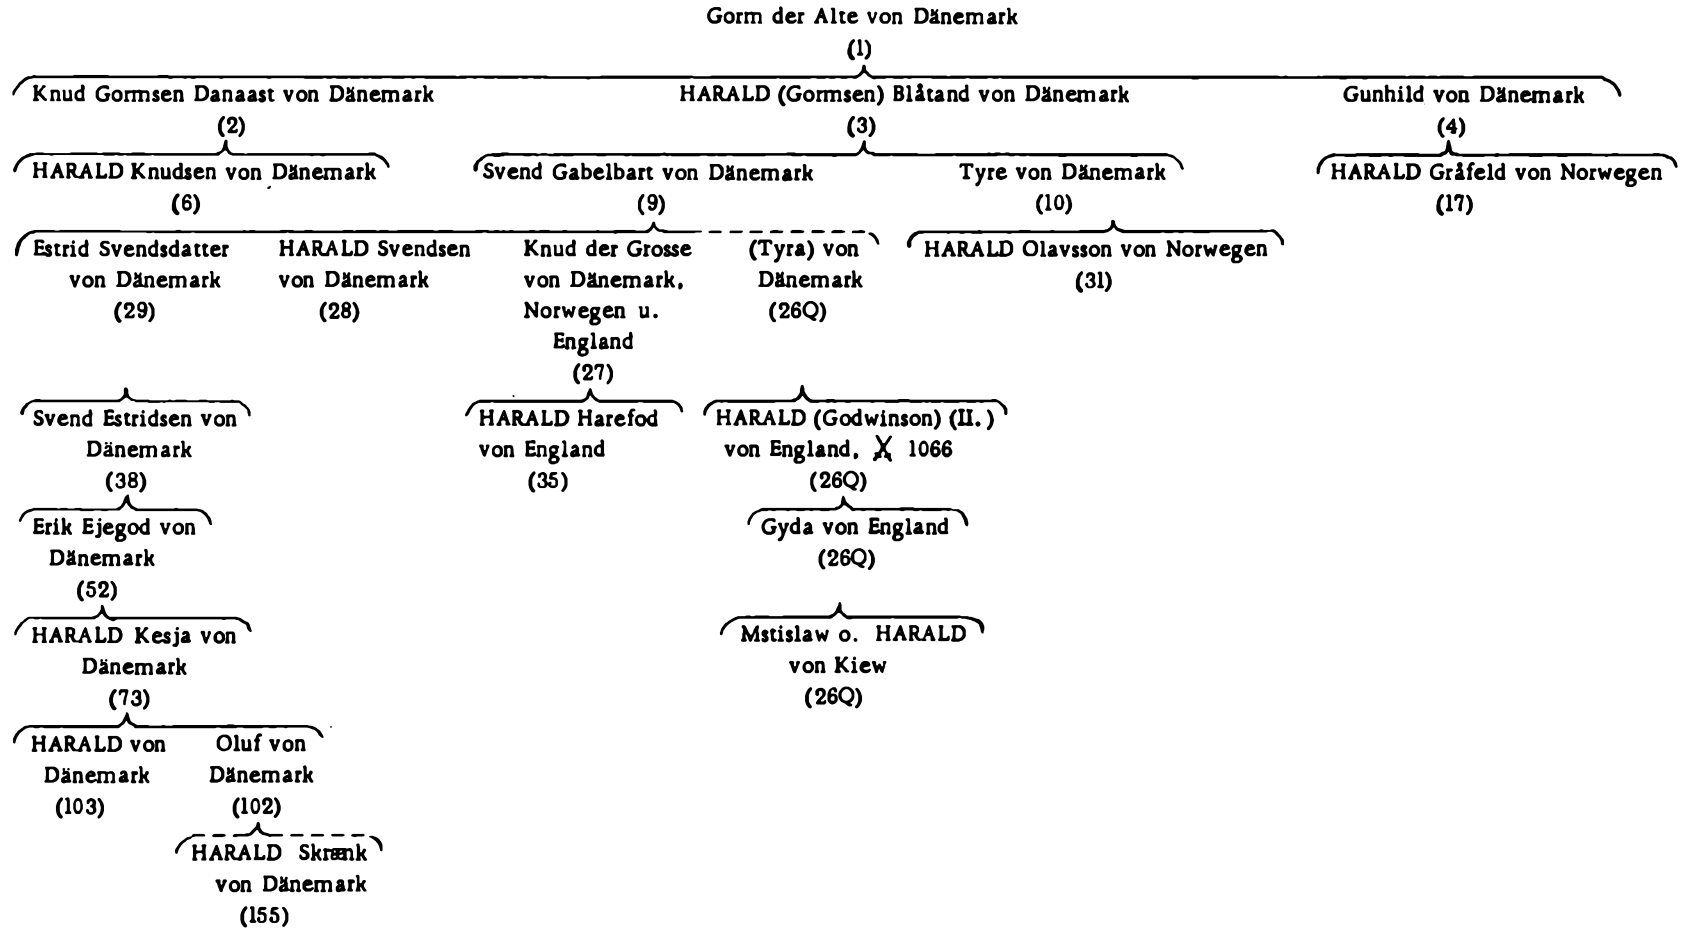 Gorm der Alte von Dänemark
(1)
Knud Gormsen Danaast von Dänemark
(2)
HARALD (Gormsen) Blåtand von Dänemark
(3)
Gunhild von Dänemark
(4)
HARALD Knudsen von Dänemark
(6)
Svend Gabelbart von Dänemark
(9)
Tyre von Dänemark
(10)
HARALD Gråfeld von Norwegen
(17)
Estrid Svendsdatter
von Dänemark
(29)
HARALD Svendsen
von Dänemark
(28)
Knud der Grosse
von Dänemark,
Norwegen u.
England
(27)
(Tyra) von
Dänemark
(26Q)
HARALD Olavsson von Norwegen
(31)
Svend Estridsen von
Dänemark
(38)
HARALD Harefod
von England
(35)
HARALD (Godwinson) (II.)
von England, X 1066
(26Q)
Erik Ejegod von
Dänemark
(52)
Gyda von England
(26Q)
HARALD Kesja von
Dänemark
(73)
Mstislaw o. HARALD
von Kiew
(26Q)
HARALD von
Dänemark
(103)
Oluf von
Dänemark
(102)
HARALD Skrænk
von Dänemark
(155)